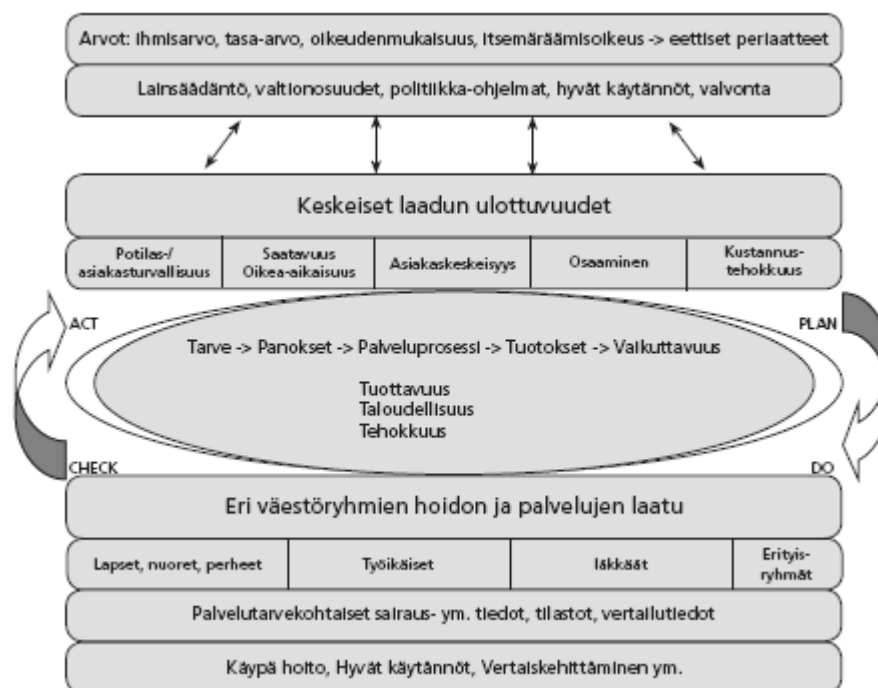 Arvot: ihmisarvo, tasa-arvo, oikeudenmukaisuus, itsemääräämisoikeus -> eettiset periaatteet
Lainsäädäntö, valtionosuudet, politiikka-ohjelmat, hyvät käytännöt, valvonta
Keskeiset laadun ulottuvuudet
Potilas-/
asiakasturvallisuus
Saatavuus
Oikea-aikaisuus
Asiakaskeskeisyys
Osaaminen
Kustannus-
tehokkuus
ACT
PLAN
Tarve -> Panokset -> Palveluprosessi -> Tuotokset -> Vaikuttavuus
Tuottavuus
Taloudellisuus
Tehokkuus
CHECK
DO
Eri väestöryhmien hoidon ja palvelujen laatu
Lapset, nuoret, perheet
Työikäiset
Iäkkäät
Erityis-
ryhmät
Palvelutarvekohtaiset sairaus- ym. tiedot, tilastot, vertailutiedot
Käypä hoito, Hyvät käytännöt, Vertaiskehittäminen ym.